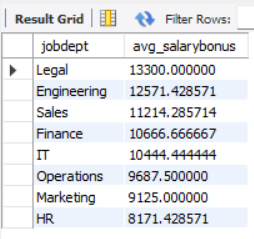 Result Grid Filter Rows:
jobdept avg_salarybonus
Legal 13300.000000
Engineering 12571.428571
Sales 11214.285714
Finance 10666.666667
IT 10444.444444
Operations 9687.500000
Marketing 9125.000000
HR 8171.428571